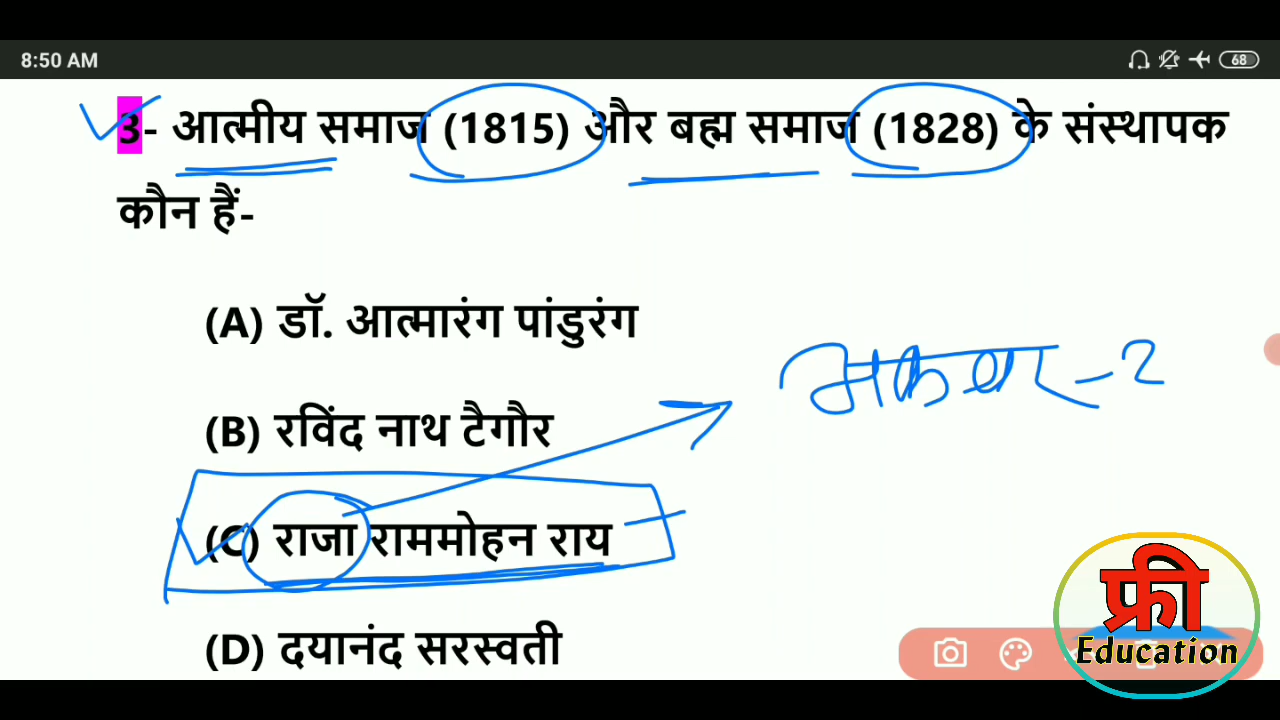 8:50 AM
68
3- आत्मीय समाज (1815) और बह्म समाज (1828) के संस्थापक
कौन हैं-
(A) डॉ. आत्मारंग पांडुरंग
(B) रविंद नाथ टैगौर
अकबर-2
(C) राजा राममोहन राय
(D) दयानंद सरस्वती
फ्री
Education